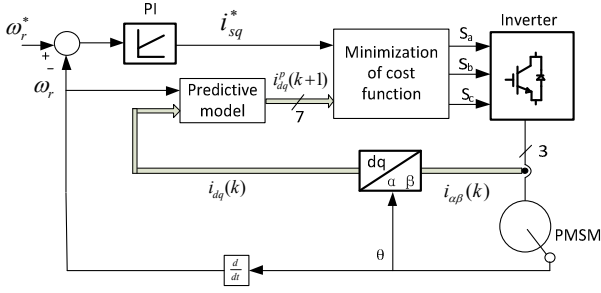 PI
Inverter
ω_r^*
+
−
i_sq^*
Minimization
of cost
function
S_a
S_b
S_c
ω_r
Predictive
model
i_dq^p(k+1)
7
3
dq
α β
i_dq(k)
i_αβ(k)
PMSM
θ
d
dt